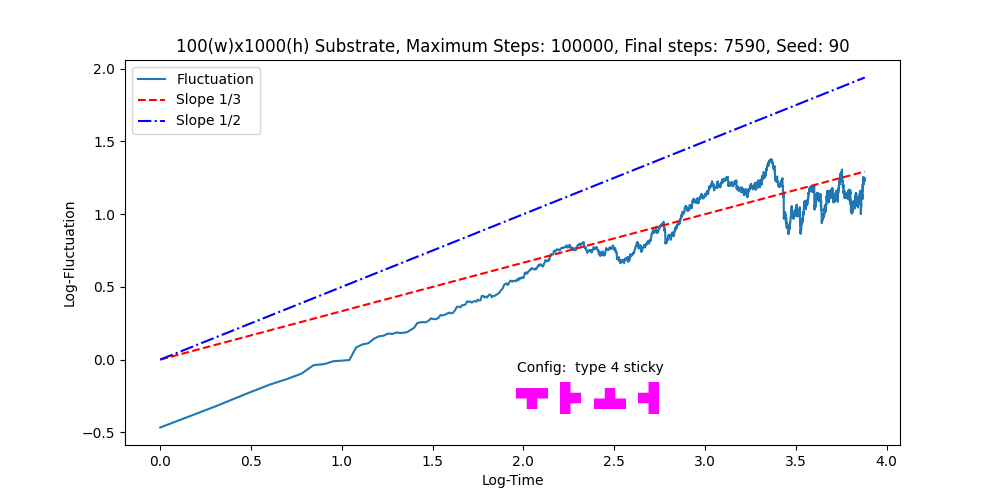 100(w)x1000(h) Substrate, Maximum Steps: 100000, Final steps: 7590, Seed: 90
2.0
1.5
1.0
0.5
0.0
−0.5
Log-Fluctuation
Fluctuation
Slope 1/3
Slope 1/2
Config:  type 4 sticky
0.0 0.5 1.0 1.5 2.0 2.5 3.0 3.5 4.0
Log-Time